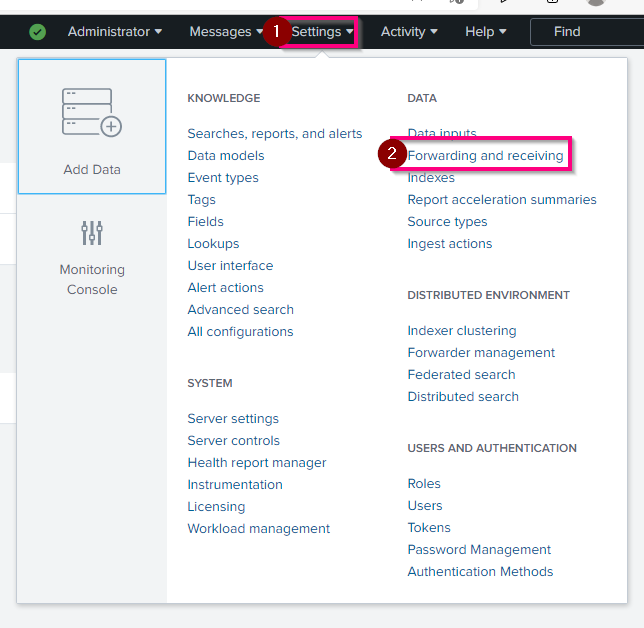 Administrator Messages 1 Settings Activity Help Find
Add Data
Monitoring
Console
KNOWLEDGE
Searches, reports, and alerts
Data models
Event types
Tags
Fields
Lookups
User interface
Alert actions
Advanced search
All configurations
SYSTEM
Server settings
Server controls
Health report manager
Instrumentation
Licensing
Workload management
DATA
Data inputs
2 Forwarding and receiving
Indexes
Report acceleration summaries
Source types
Ingest actions
DISTRIBUTED ENVIRONMENT
Indexer clustering
Forwarder management
Federated search
Distributed search
USERS AND AUTHENTICATION
Roles
Users
Tokens
Password Management
Authentication Methods